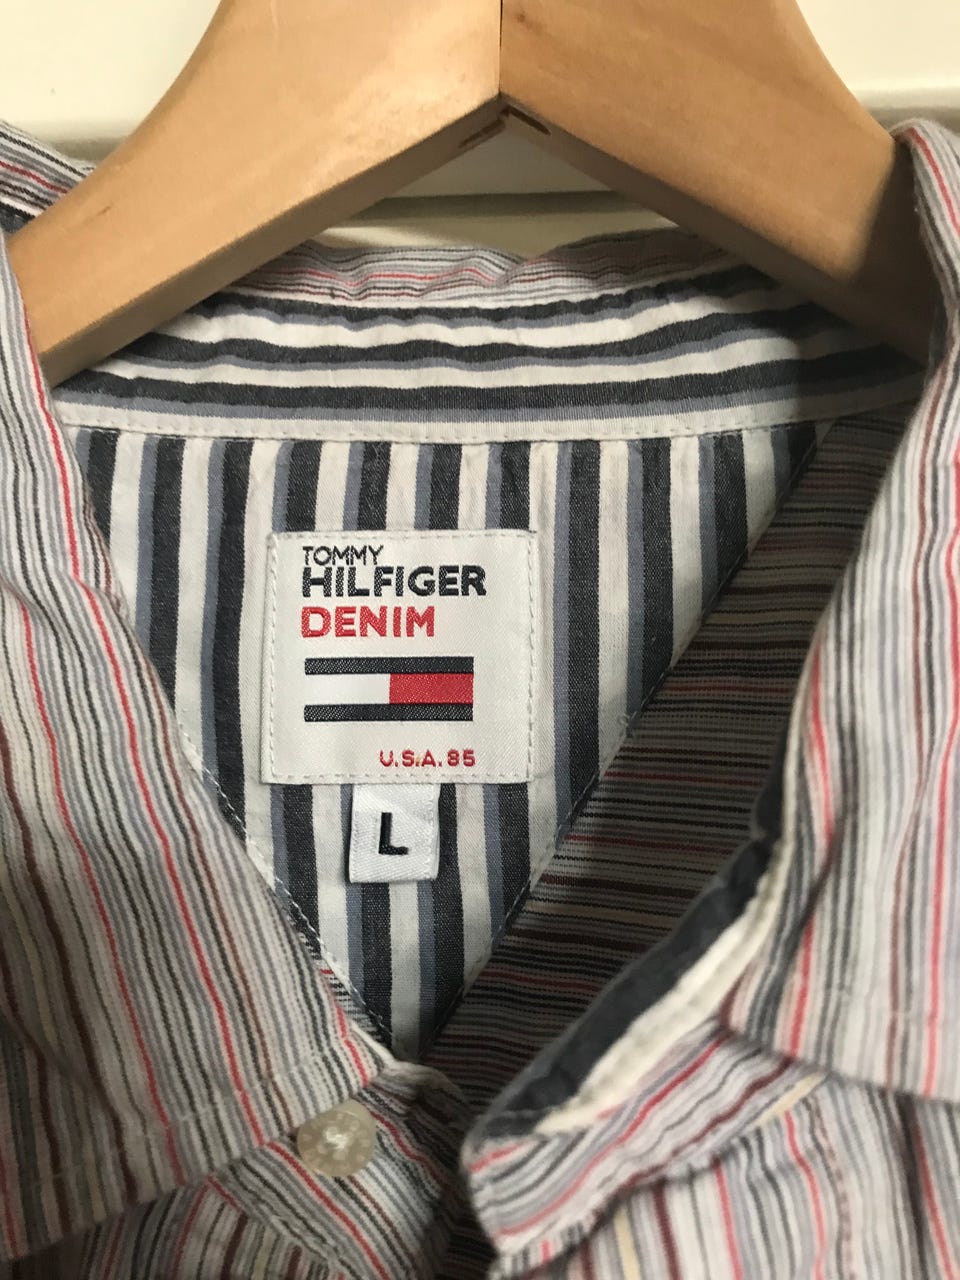 TOMMY
HILFIGER
DENIM
U.S.A. 85
L